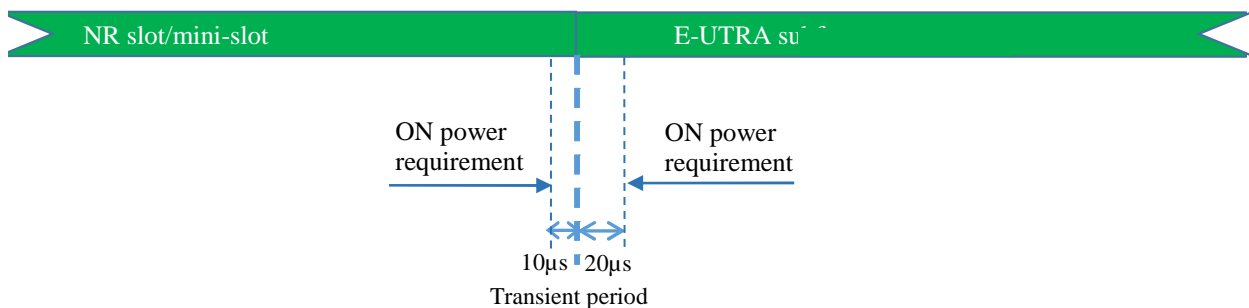 NR slot/mini-slot
E-UTRA
ON power
requirement
ON power
requirement
10µs
20µs
Transient period